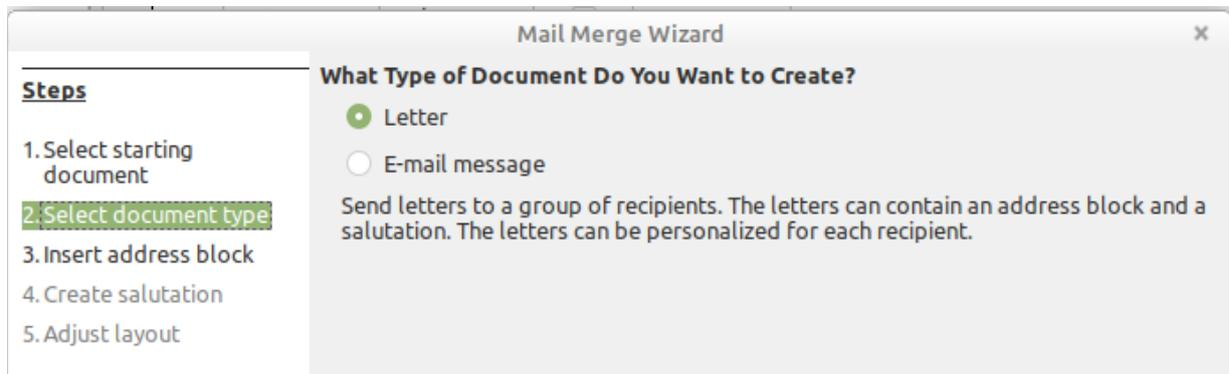 Mail Merge Wizard
Steps
1. Select starting
document
2. Select document type
3. Insert address block
4. Create salutation
5. Adjust layout
What Type of Document Do You Want to Create?
Letter
E-mail message
Send letters to a group of recipients. The letters can contain an address block and a
salutation. The letters can be personalized for each recipient.